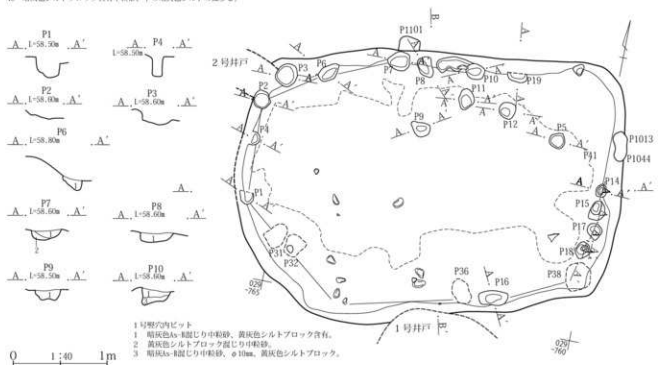 P1
A A'
L=58.50m
P4
A A'
L=58.50m
P2
A L=58.60m A'
P3
A L=58.60m A'
P6
A L=58.80m A'
P7
A L=58.60m A'
2
P8
A L=58.60m A'
P9
A L=58.50m A'
P10
A L=58.60m A'
0 1:40 1m
1号竪穴内ピット
1 暗灰色As-B混じり中粒砂、黄灰色シルトブロック含有。
2 黄灰色シルトブロック混じり中粒砂。
3 暗灰As-B混じり中粒砂、φ10mm、黄灰色シルトブロック。
2号井戸
1号井戸
P1101
P2
P3
P6
P7
P8
P10
P19
P11
P12
P9
P5
P41
P1013
P1044
P14
P15
P17
P18
P38
P16
P36
P4
P1
P31
P32
B
B'
029
-765
029
-760